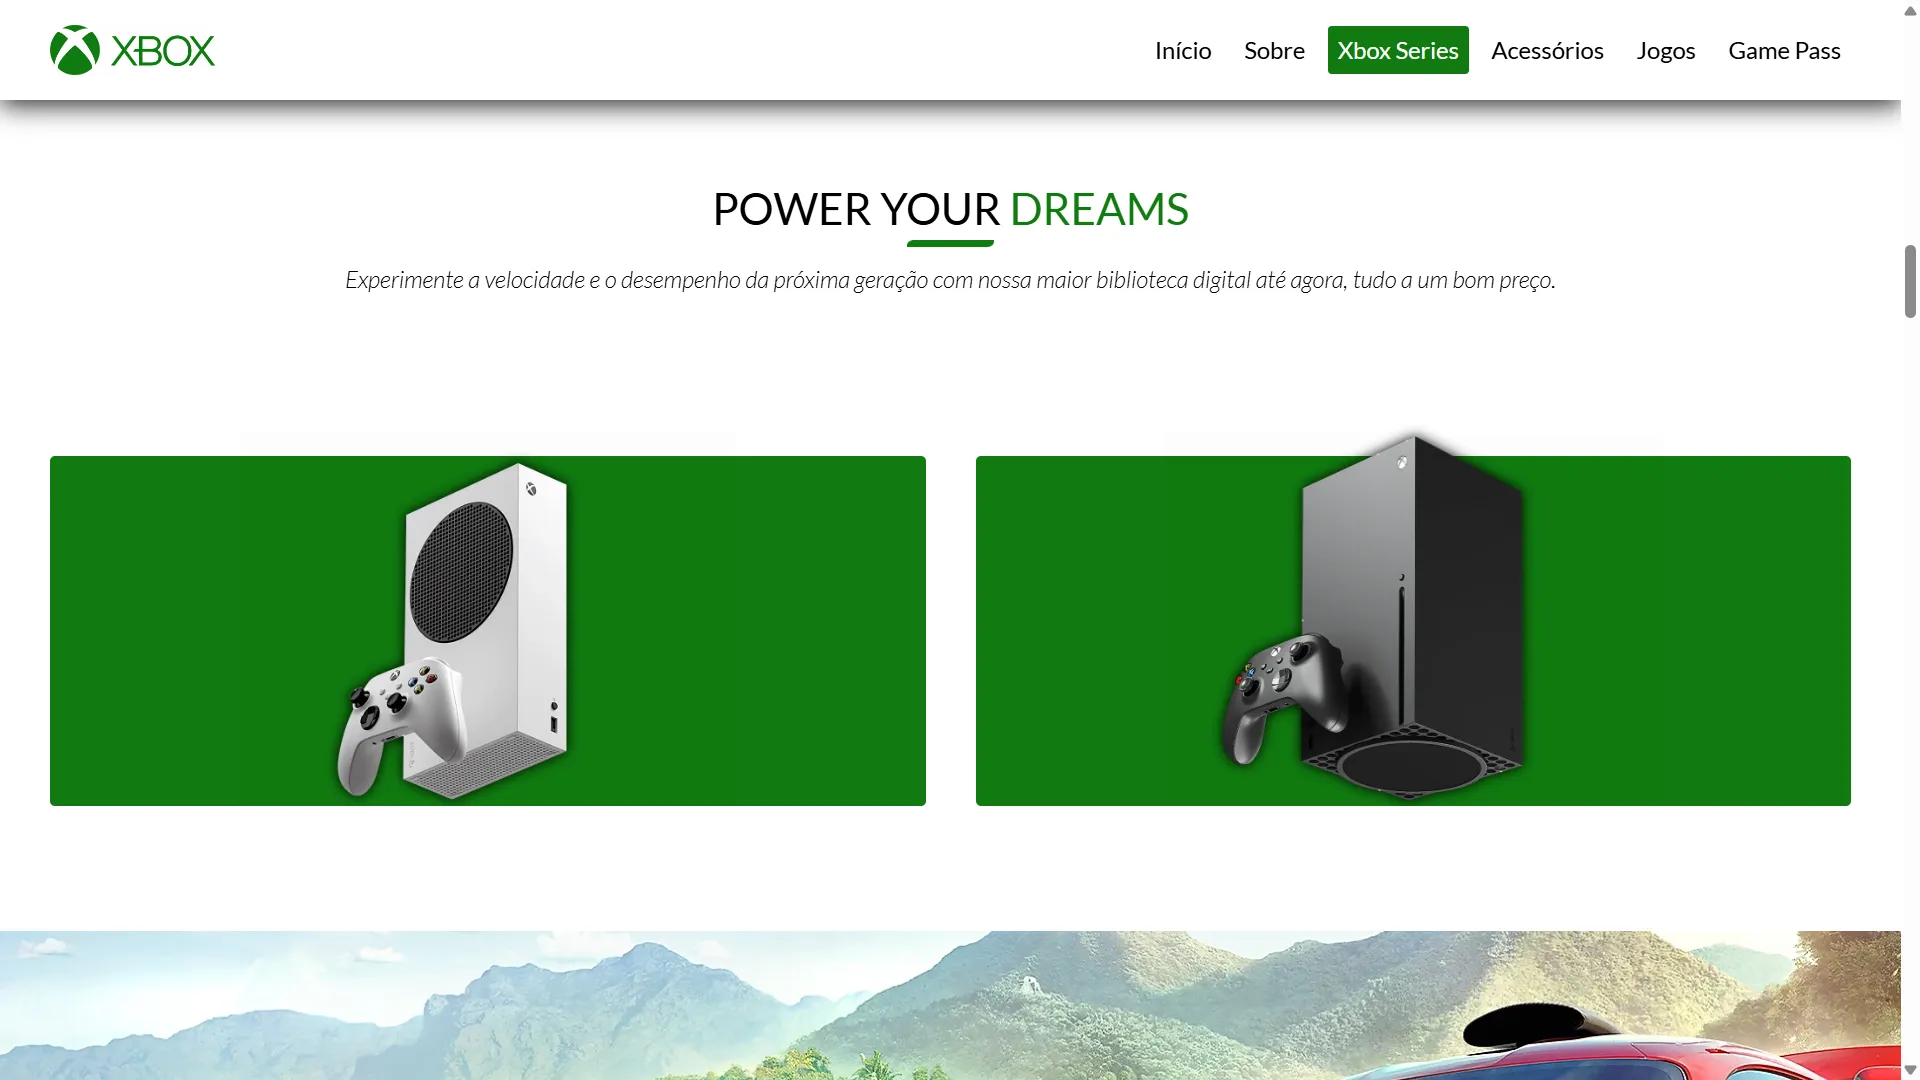 XBOX
Início Sobre Xbox Series Acessórios Jogos Game Pass
POWER YOUR DREAMS
Experimente a velocidade e o desempenho da próxima geração com nossa maior biblioteca digital até agora, tudo a um bom preço.